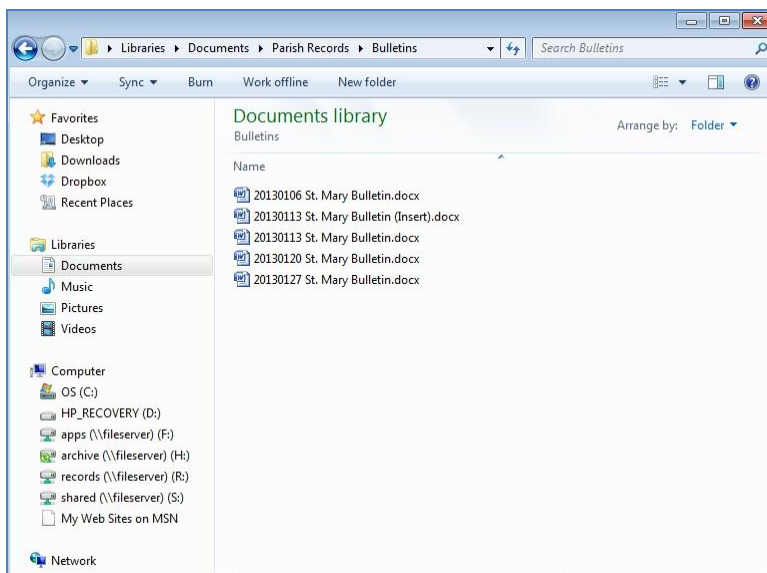 Libraries Documents Parish Records Bulletins Search Bulletins
Organize Sync Burn Work offline New folder
Favorites
Desktop
Downloads
Dropbox
Recent Places
Libraries
Documents
Music
Pictures
Videos
Computer
OS (C:)
HP_RECOVERY (D:)
apps (\\fileserver) (F:)
archive (\\fileserver) (H:)
records (\\fileserver) (R:)
shared (\\fileserver) (S:)
My Web Sites on MSN
Network
Documents library
Bulletins
Arrange by: Folder
Name
20130106 St. Mary Bulletin.docx
20130113 St. Mary Bulletin (Insert).docx
20130113 St. Mary Bulletin.docx
20130120 St. Mary Bulletin.docx
20130127 St. Mary Bulletin.docx